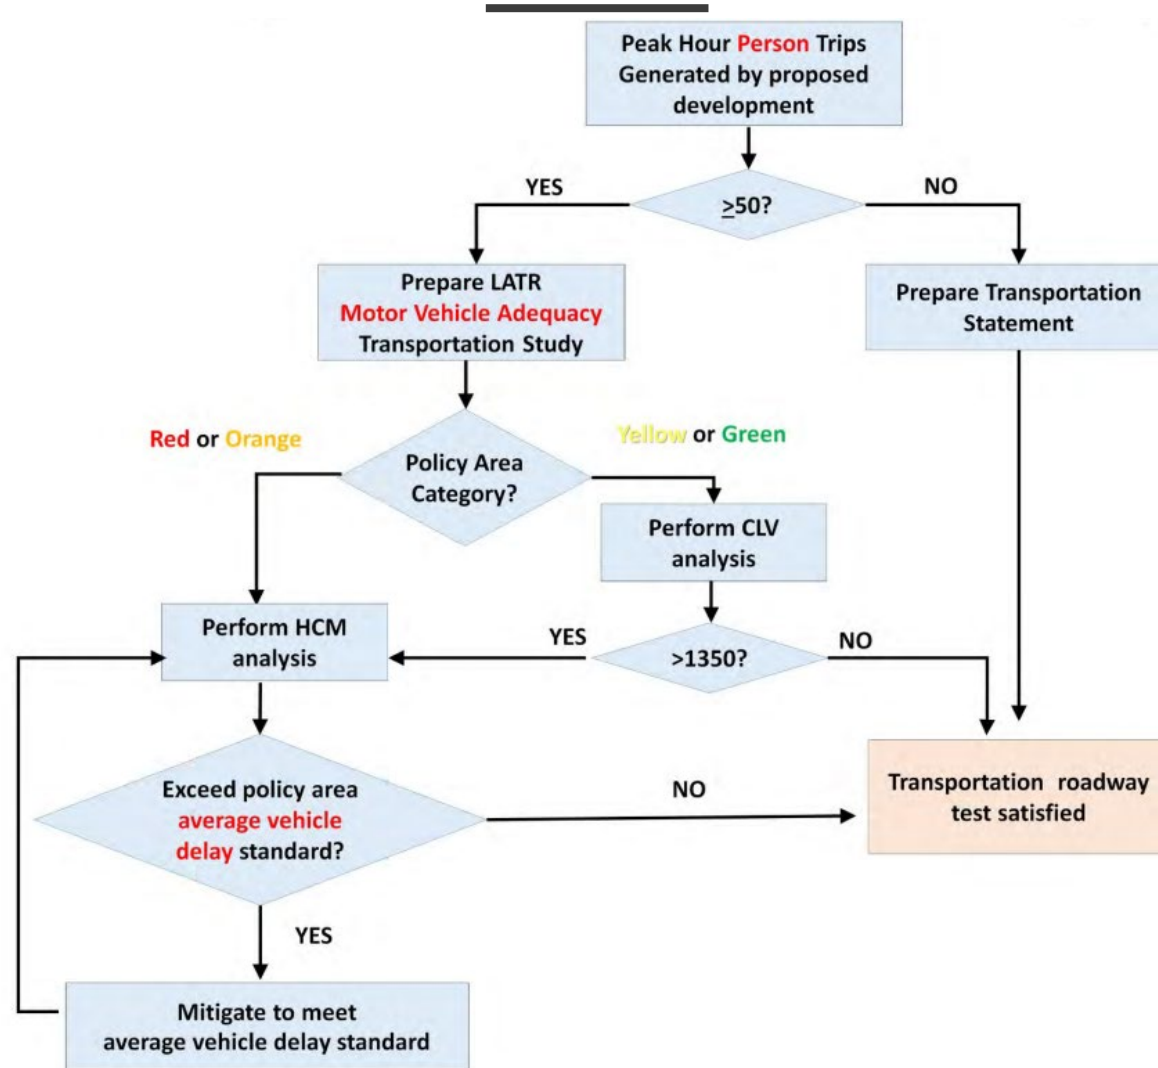 Peak Hour Person Trips
Generated by proposed
development
YES
NO
≥50?
Prepare LATR
Motor Vehicle Adequacy
Transportation Study
Prepare Transportation
Statement
Red or Orange
Yellow or Green
Policy Area
Category?
Perform CLV
analysis
Perform HCM
analysis
YES
>1350?
NO
Exceed policy area
average vehicle
delay standard?
NO
Transportation roadway
test satisfied
YES
Mitigate to meet
average vehicle delay standard